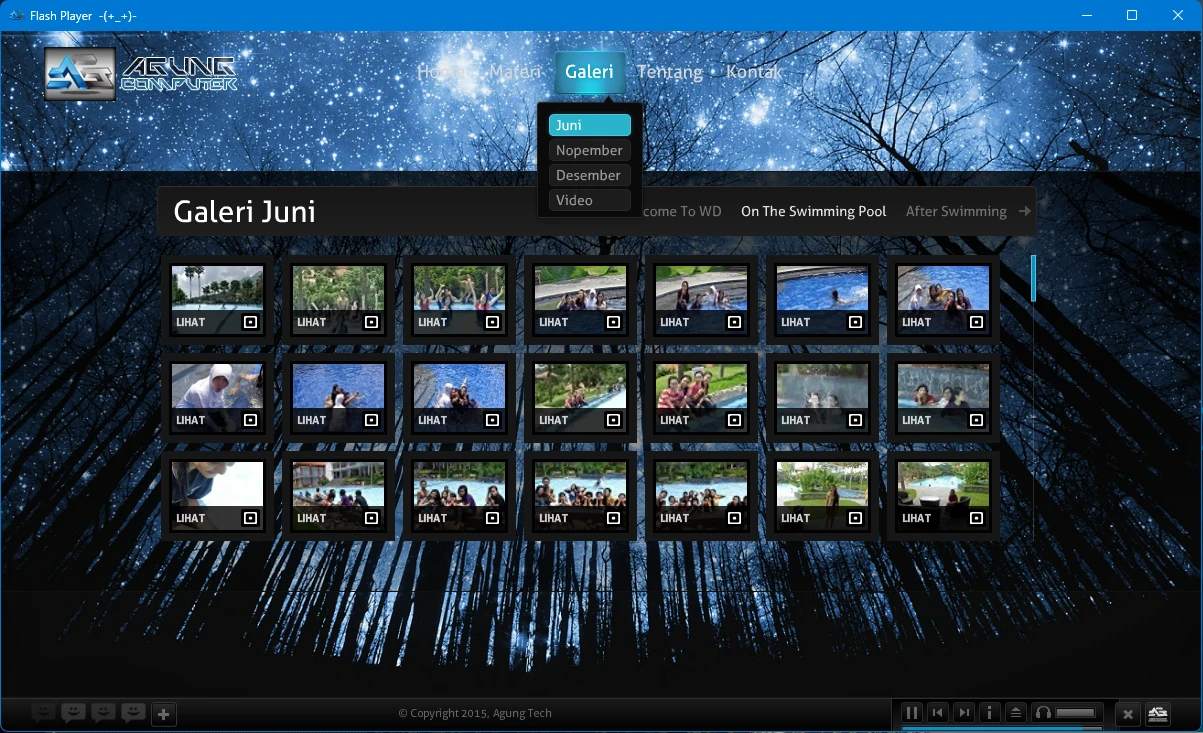 Flash Player -(+_+)-
AGUNG
COMPUTER
Materi
Galeri
Tentang
Kontak
Juni
Nopember
Desember
Video
Galeri Juni
come To WD
On The Swimming Pool
After Swimming
LIHAT LIHAT LIHAT LIHAT LIHAT LIHAT LIHAT
LIHAT LIHAT LIHAT LIHAT LIHAT LIHAT LIHAT
LIHAT LIHAT LIHAT LIHAT LIHAT LIHAT LIHAT
© Copyright 2015, Agung Tech